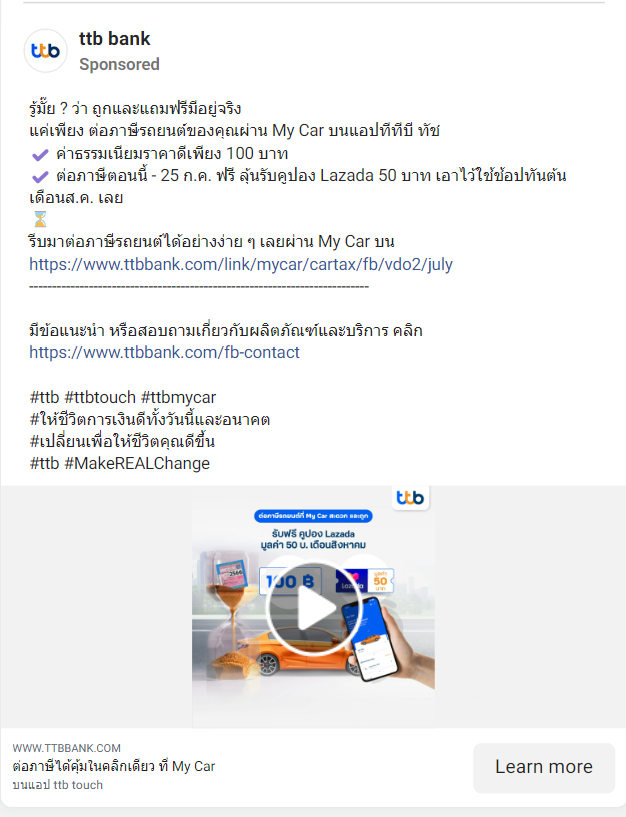 ttb
ttb bank
Sponsored
รู้มั๊ย ? ว่า ถูกและแถมฟรีมีอยู่จริง
แค่เพียง ต่อภาษีรถยนต์ของคุณผ่าน My Car บนแอปทีทีบี ทัช
ค่าธรรมเนียมราคาดีเพียง 100 บาท
ต่อภาษีตอนนี้ - 25 ก.ค. ฟรี ลุ้นรับคูปอง Lazada 50 บาท เอาไว้ใช้ช้อปทันต้น
เดือนส.ค. เลย
รีบมาต่อภาษีรถยนต์ได้อย่างง่าย ๆ เลยผ่าน My Car บน
https://www.ttbbank.com/link/mycar/cartax/fb/vdo2/july
--------------------------------------------------------------------------
มีข้อแนะนำ หรือสอบถามเกี่ยวกับผลิตภัณฑ์และบริการ คลิก
https://www.ttbbank.com/fb-contact
#ttb #ttbtouch #ttbmycar
#ให้ชีวิตการเงินดีทั้งวันนี้และอนาคต
#เปลี่ยนเพื่อให้ชีวิตคุณดีขึ้น
#ttb #MakeREALChange
ttb
ต่อภาษีรถยนต์ที่ My Car สะดวก และถูก
รับฟรี คูปอง Lazada
มูลค่า 50 บ. เดือนสิงหาคม
2566
100 ฿
Lazada
มูลค่า
50
บาท
WWW.TTBBANK.COM
ต่อภาษีได้คุ้มในคลิกเดียว ที่ My Car
บนแอป ttb touch
Learn more